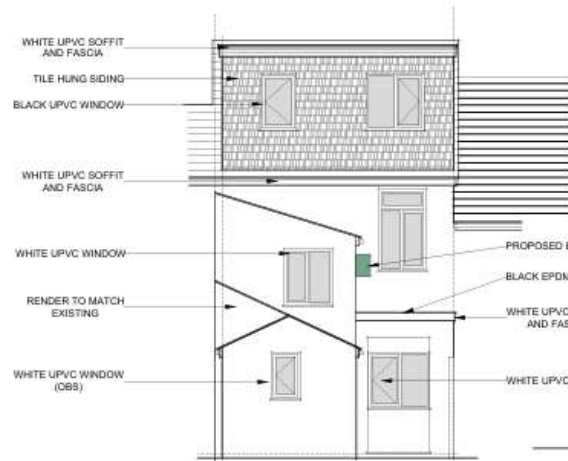 WHITE UPVC SOFFIT
AND FASCIA
TILE HUNG SIDING
BLACK UPVC WINDOW
WHITE UPVC SOFFIT
AND FASCIA
WHITE UPVC WINDOW
RENDER TO MATCH
EXISTING
WHITE UPVC WINDOW
(OBS)
PROPOSED
BLACK EPDM
WHITE UPVC
AND FAS
WHITE UPVC